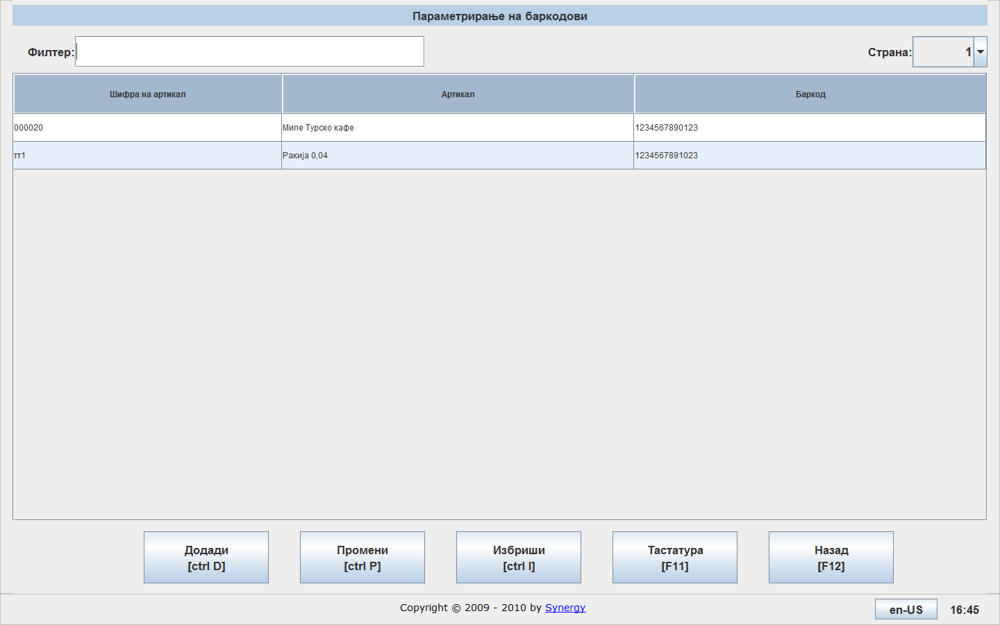 Параметрирање на баркодови
Филтер:
Страна: 1
Шифра на артикал Артикал Баркод
000020 Миле Турско кафе 1234567890123
тт1 Ракија 0,04 1234567891023
Додади Промени Избриши Тастатура Назад
[ctrl D] [ctrl P] [ctrl I] [F11] [F12]
Copyright © 2009 - 2010 by Synergy
en-US 16:45